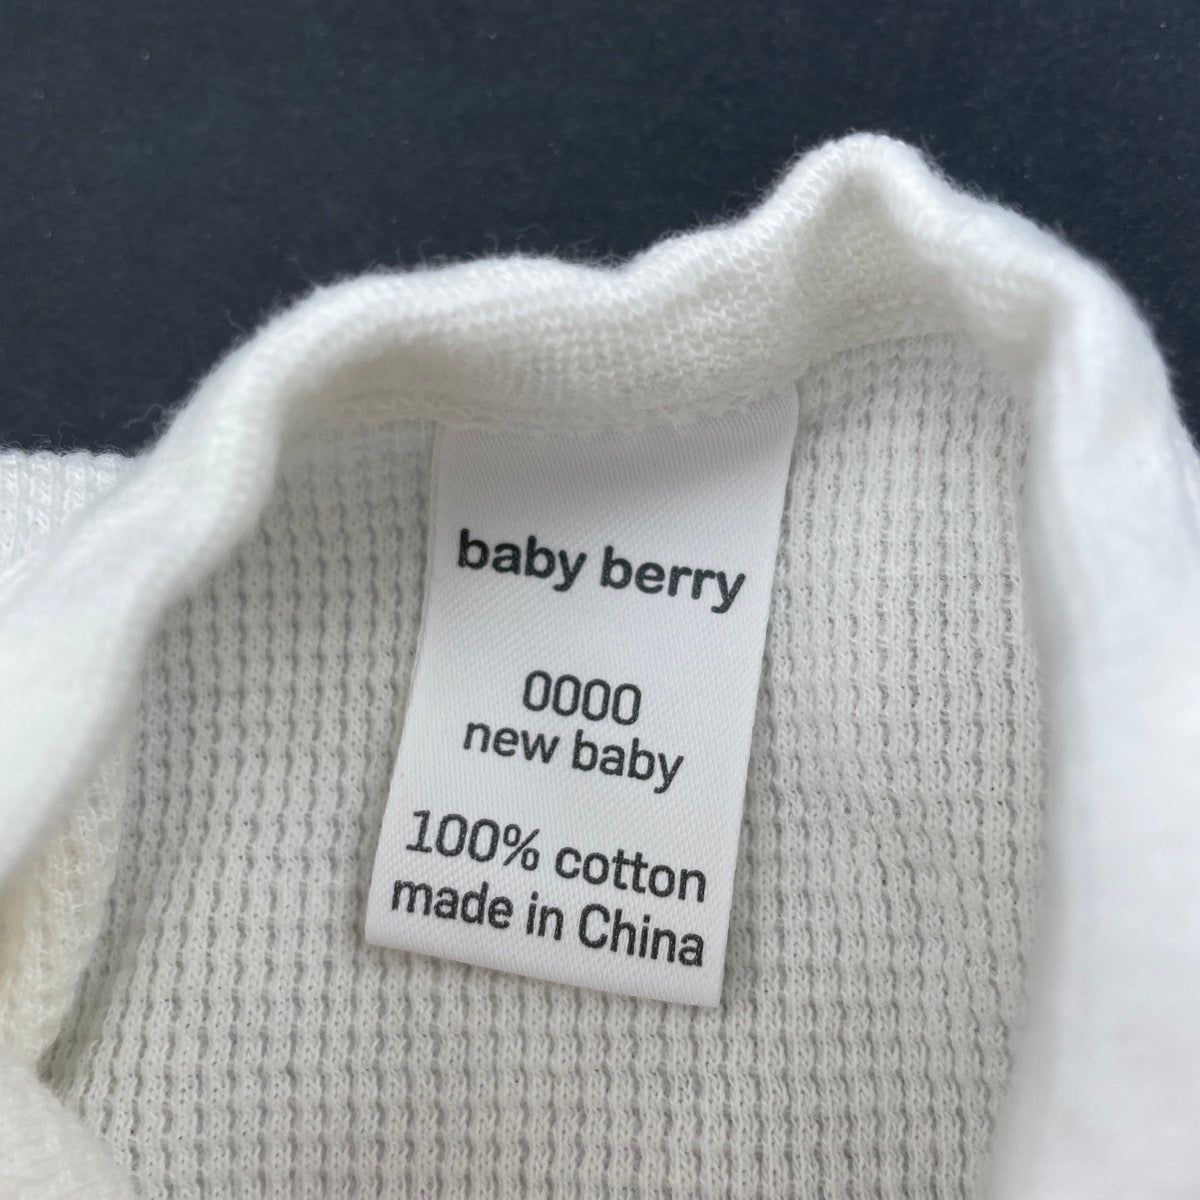 baby berry
0000
new baby
100% cotton
made in China